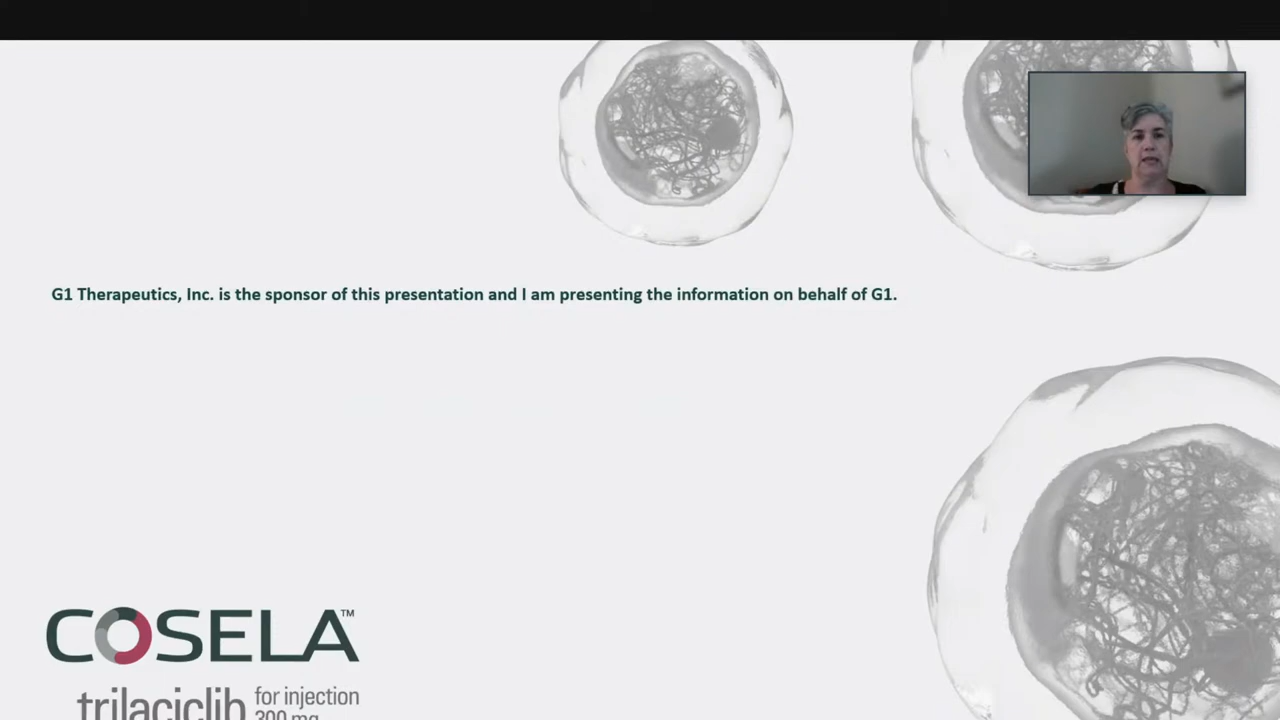 G1 Therapeutics, Inc. is the sponsor of this presentation and I am presenting the information on behalf of G1.
COSELA™
trilaciclib for injection
300 mg